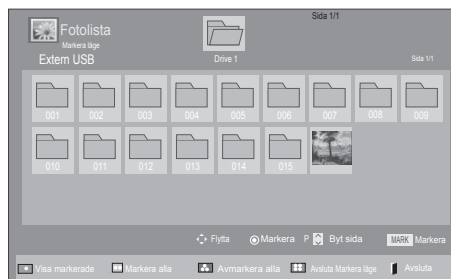 Sida 1/1
Fotolista
Markera läge
Extern USB
Drive 1
Sida 1/1
001 002 003 004 005 006 007 008 009
010 011 012 013 014 015
Flytta Markera P Byt sida MARK Markera
Visa markerade Markera alla Avmarkera alla Avsluta Markera läge Avsluta